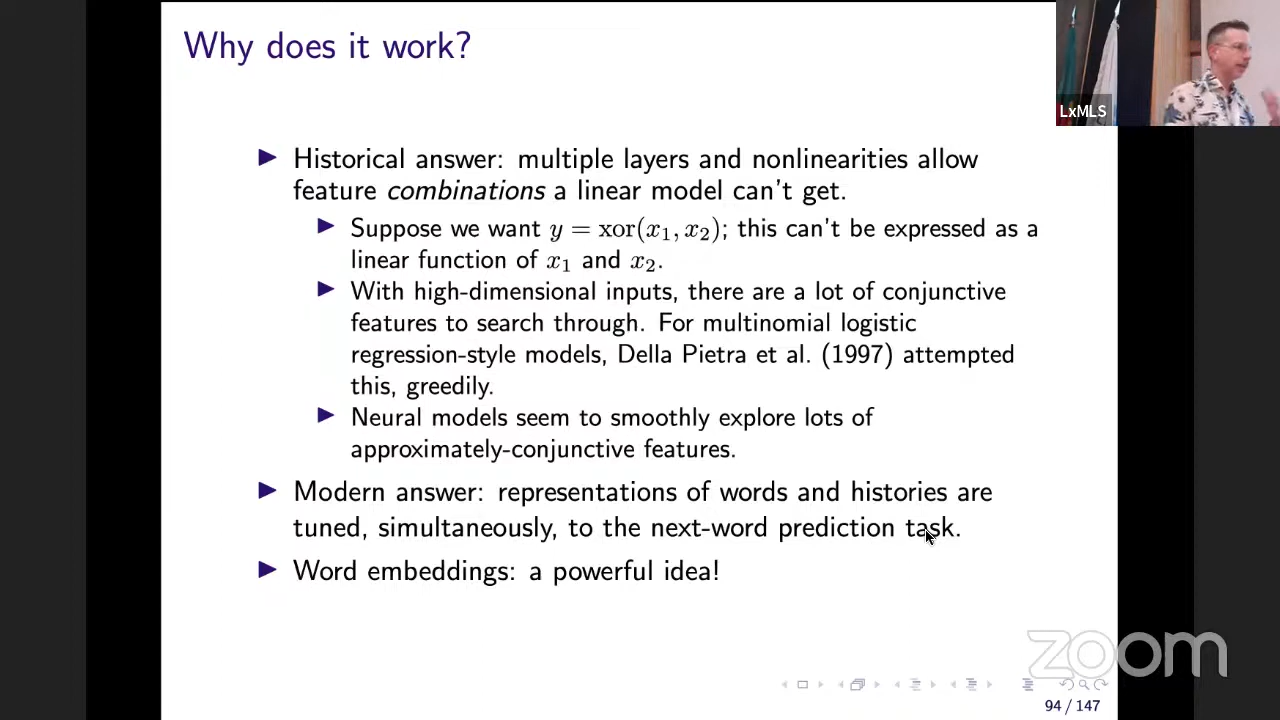 Why does it work?
LxMLS
▶ Historical answer: multiple layers and nonlinearities allow
feature combinations a linear model can't get.
▶ Suppose we want y = xor(x₁, x₂); this can't be expressed as a
linear function of x₁ and x₂.
▶ With high-dimensional inputs, there are a lot of conjunctive
features to search through. For multinomial logistic
regression-style models, Della Pietra et al. (1997) attempted
this, greedily.
▶ Neural models seem to smoothly explore lots of
approximately-conjunctive features.
▶ Modern answer: representations of words and histories are
tuned, simultaneously, to the next-word prediction task.
▶ Word embeddings: a powerful idea!
zoom
94 / 147